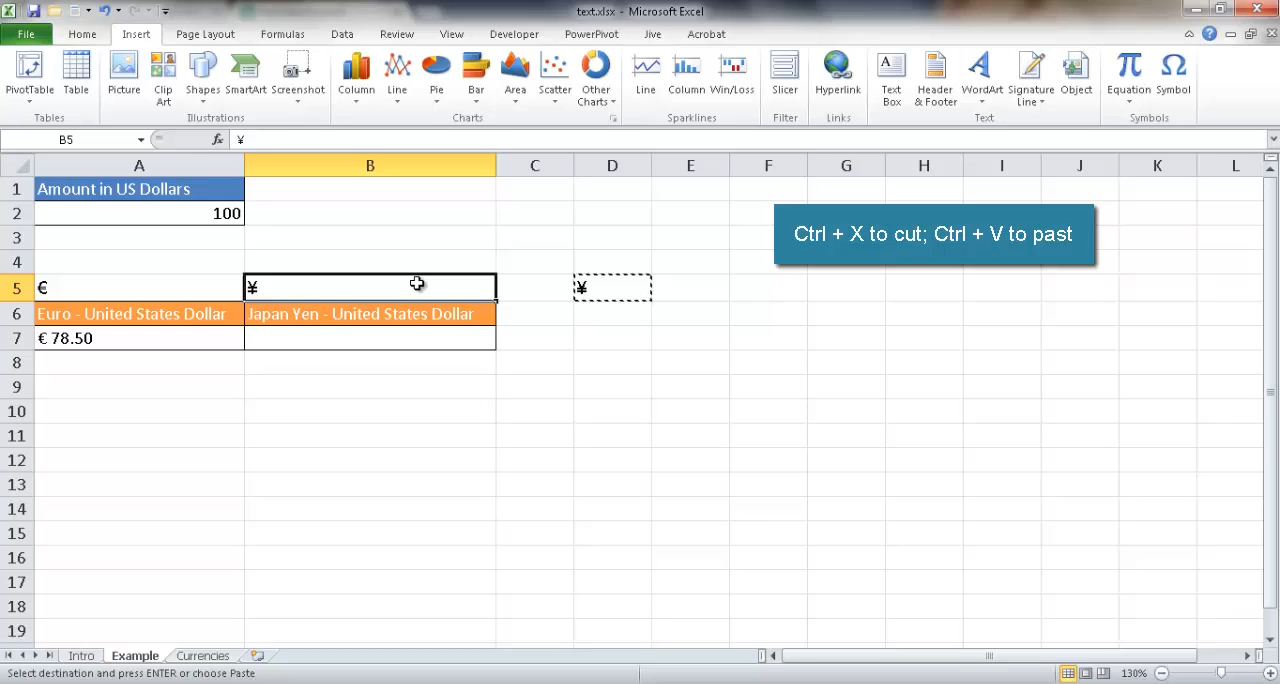 text.xlsx - Microsoft Excel
File Home Insert Page Layout Formulas Data Review View Developer PowerPivot Jive Acrobat
PivotTable Table Picture Clip Art Shapes SmartArt Screenshot Column Line Pie Bar Area Scatter Other Charts Line Column Win/Loss Slicer Hyperlink Text Box Header & Footer WordArt Signature Line Object Equation Symbol
Tables Illustrations Charts Sparklines Filter Links Text Symbols
B5 fx ¥
A B C D E F G H I J K L
1 Amount in US Dollars
2 100
3
Ctrl + X to cut; Ctrl + V to past
4
5 € ¥ ¥
6 Euro - United States Dollar Japan Yen - United States Dollar
7 € 78.50
8
9
10
11
12
13
14
15
16
17
18
19
Intro Example Currencies
Select destination and press ENTER or choose Paste 130%